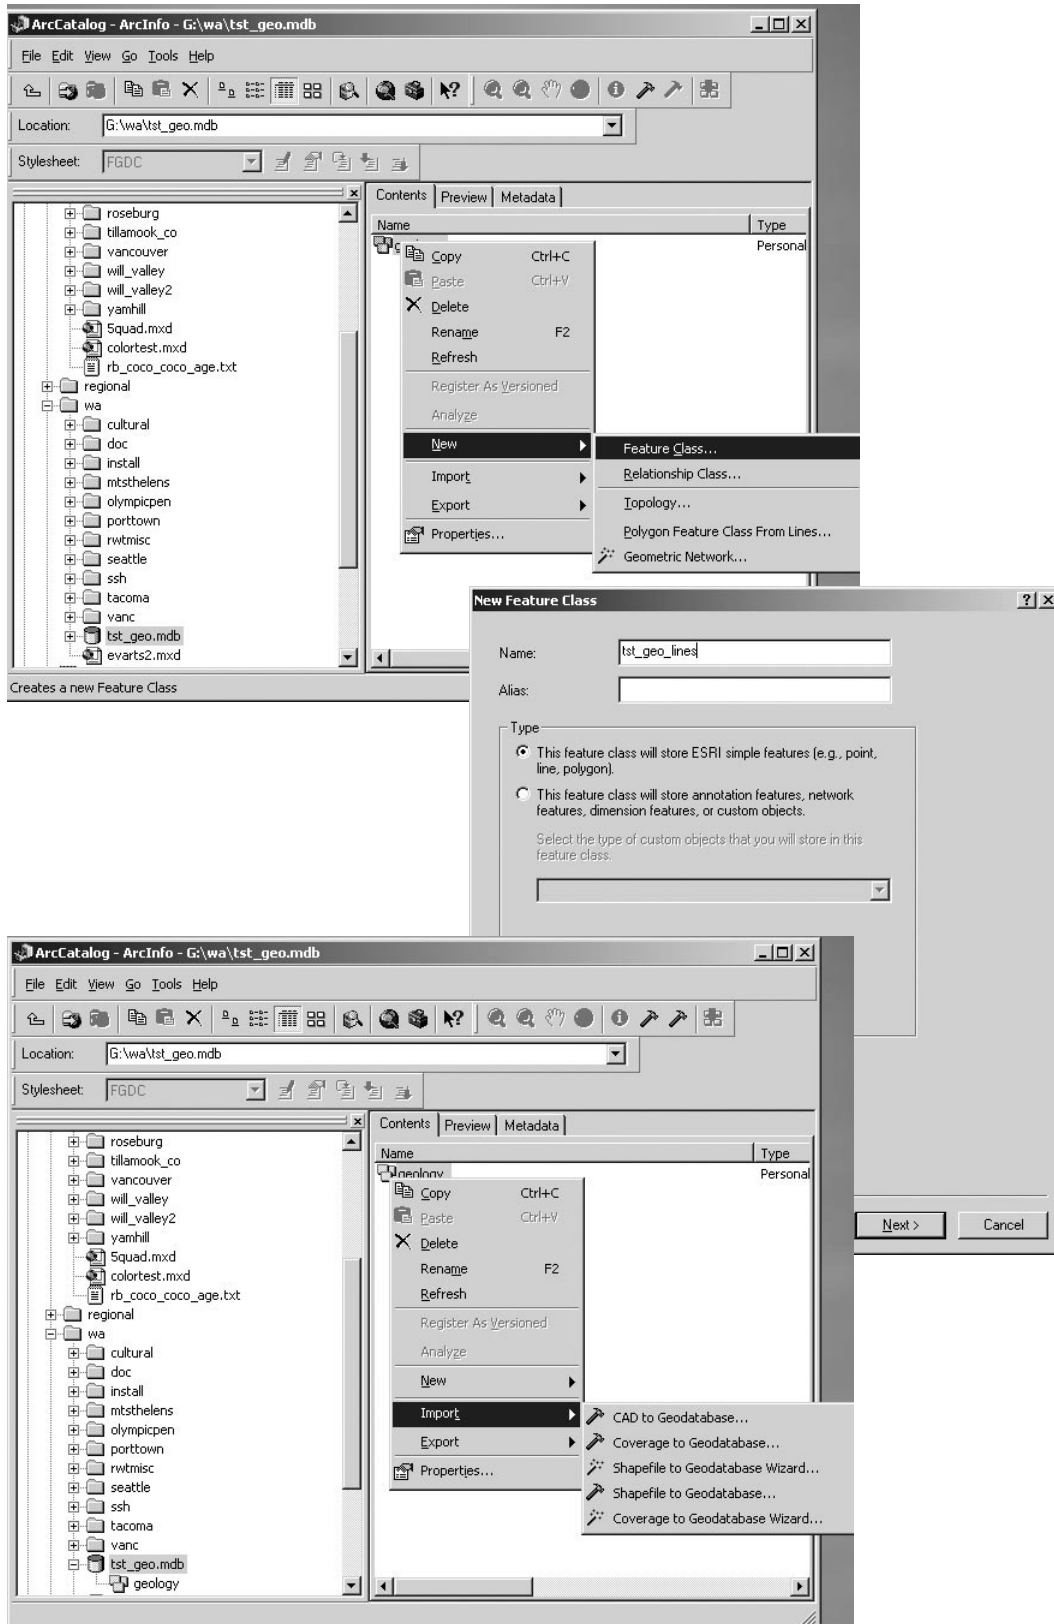 ArcCatalog - ArcInfo - G:\wa\tst_geo.mdb
File Edit View Go Tools Help
Location: G:\wa\tst_geo.mdb
Stylesheet: FGDC
Contents Preview Metadata
Name Type
Personal
roseburg
tillamook_co
vancouver
will_valley
will_valley2
yamhill
5quad.mxd
colortest.mxd
rb_coco_coco_age.txt
regional
wa
cultural
doc
install
mtsthelens
olympicpen
porttown
rwtmisc
seattle
ssh
tacoma
vanc
tst_geo.mdb
evarts2.mxd
Copy Ctrl+C
Paste Ctrl+V
Delete
Rename F2
Refresh
Register As Versioned
Analyze
New
Import
Export
Properties...
Feature Class...
Relationship Class...
Topology...
Polygon Feature Class From Lines...
Geometric Network...
Creates a new Feature Class
New Feature Class
Name: tst_geo_lines
Alias:
Type
This feature class will store ESRI simple features (e.g., point,
line, polygon).
This feature class will store annotation features, network
features, dimension features, or custom objects.
Select the type of custom objects that you will store in this
feature class.
Next >
Cancel
ArcCatalog - ArcInfo - G:\wa\tst_geo.mdb
File Edit View Go Tools Help
Location: G:\wa\tst_geo.mdb
Stylesheet: FGDC
Contents Preview Metadata
Name Type
geology Personal
roseburg
tillamook_co
vancouver
will_valley
will_valley2
yamhill
5quad.mxd
colortest.mxd
rb_coco_coco_age.txt
regional
wa
cultural
doc
install
mtsthelens
olympicpen
porttown
rwtmisc
seattle
ssh
tacoma
vanc
tst_geo.mdb
geology
Copy Ctrl+C
Paste Ctrl+V
Delete
Rename F2
Refresh
Register As Versioned
Analyze
New
Import
Export
Properties...
CAD to Geodatabase...
Coverage to Geodatabase...
Shapefile to Geodatabase Wizard...
Shapefile to Geodatabase...
Coverage to Geodatabase Wizard...